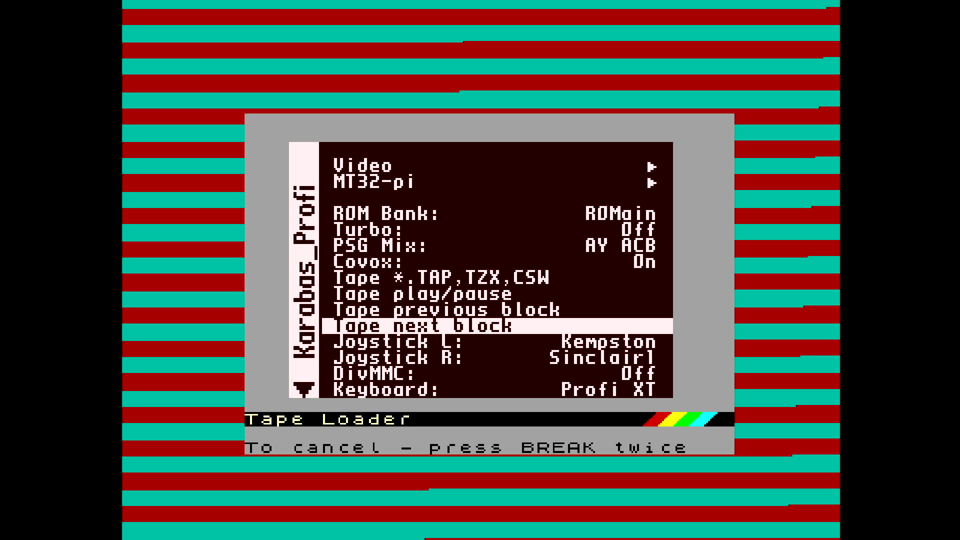 Karabas_Profi
Video
MT32-pi
ROM Bank: ROMain
Turbo: Off
PSG Mix: AY ACB
Covox: On
Tape *.TAP,TZX,CSW
Tape play/pause
Tape previous block
Tape next block
Joystick L: Kempston
Joystick R: Sinclair1
DivMMC: Off
Keyboard: Profi XT
Tape Loader
To cancel - press BREAK twice